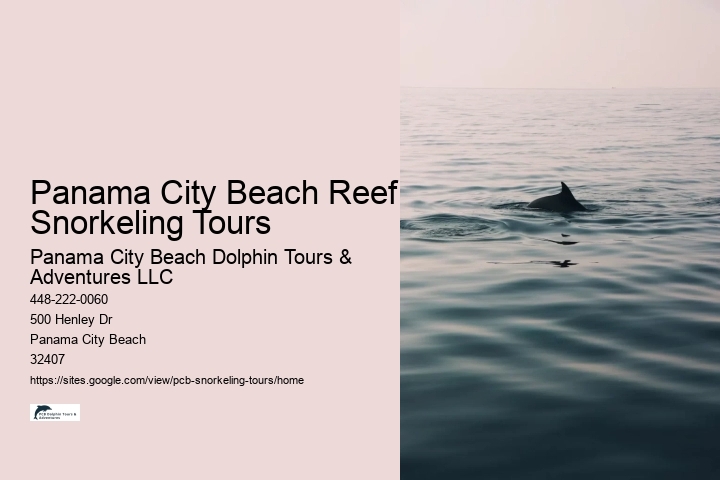 Panama City Beach Reef
Snorkeling Tours
Panama City Beach Dolphin Tours &
Adventures LLC
448-222-0060
500 Henley Dr
Panama City Beach
32407
https://sites.google.com/view/pcb-snorkeling-tours/home
PCB Dolphin Tours &
Adventures